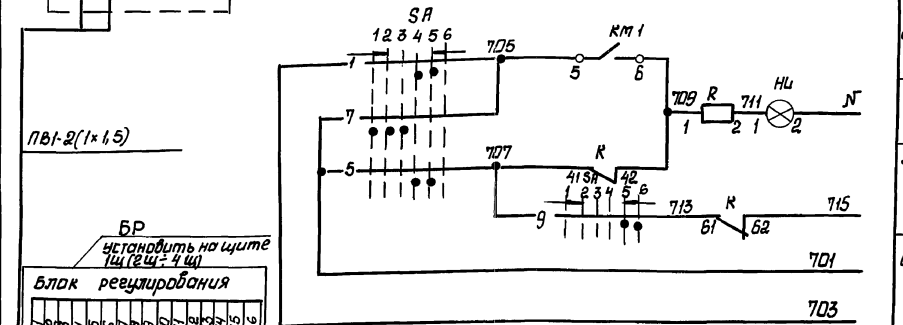 SA
1 2 3 4 5 6
705
KM1
1
5
6
7
709
R
711
HL
N
1
2
1
2
ПВ1-2(1×1,5)
5
707
K
41
SA
42
1 2 3 4 5 6
9
713
K
715
61
62
БР
установить на щите
1щ (2щ÷4щ)
Блок регулирования
701
703